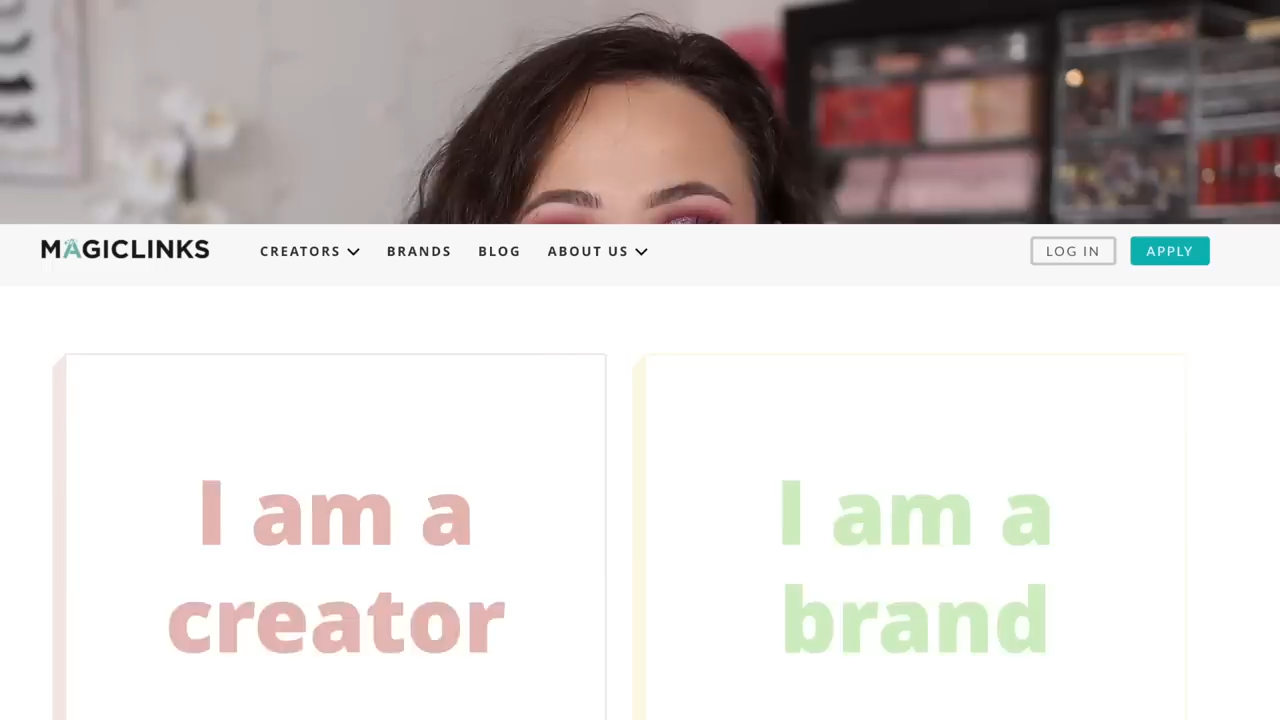 MAGICLINKS
CREATORS BRANDS BLOG ABOUT US LOG IN APPLY
I am a
creator
I am a
brand